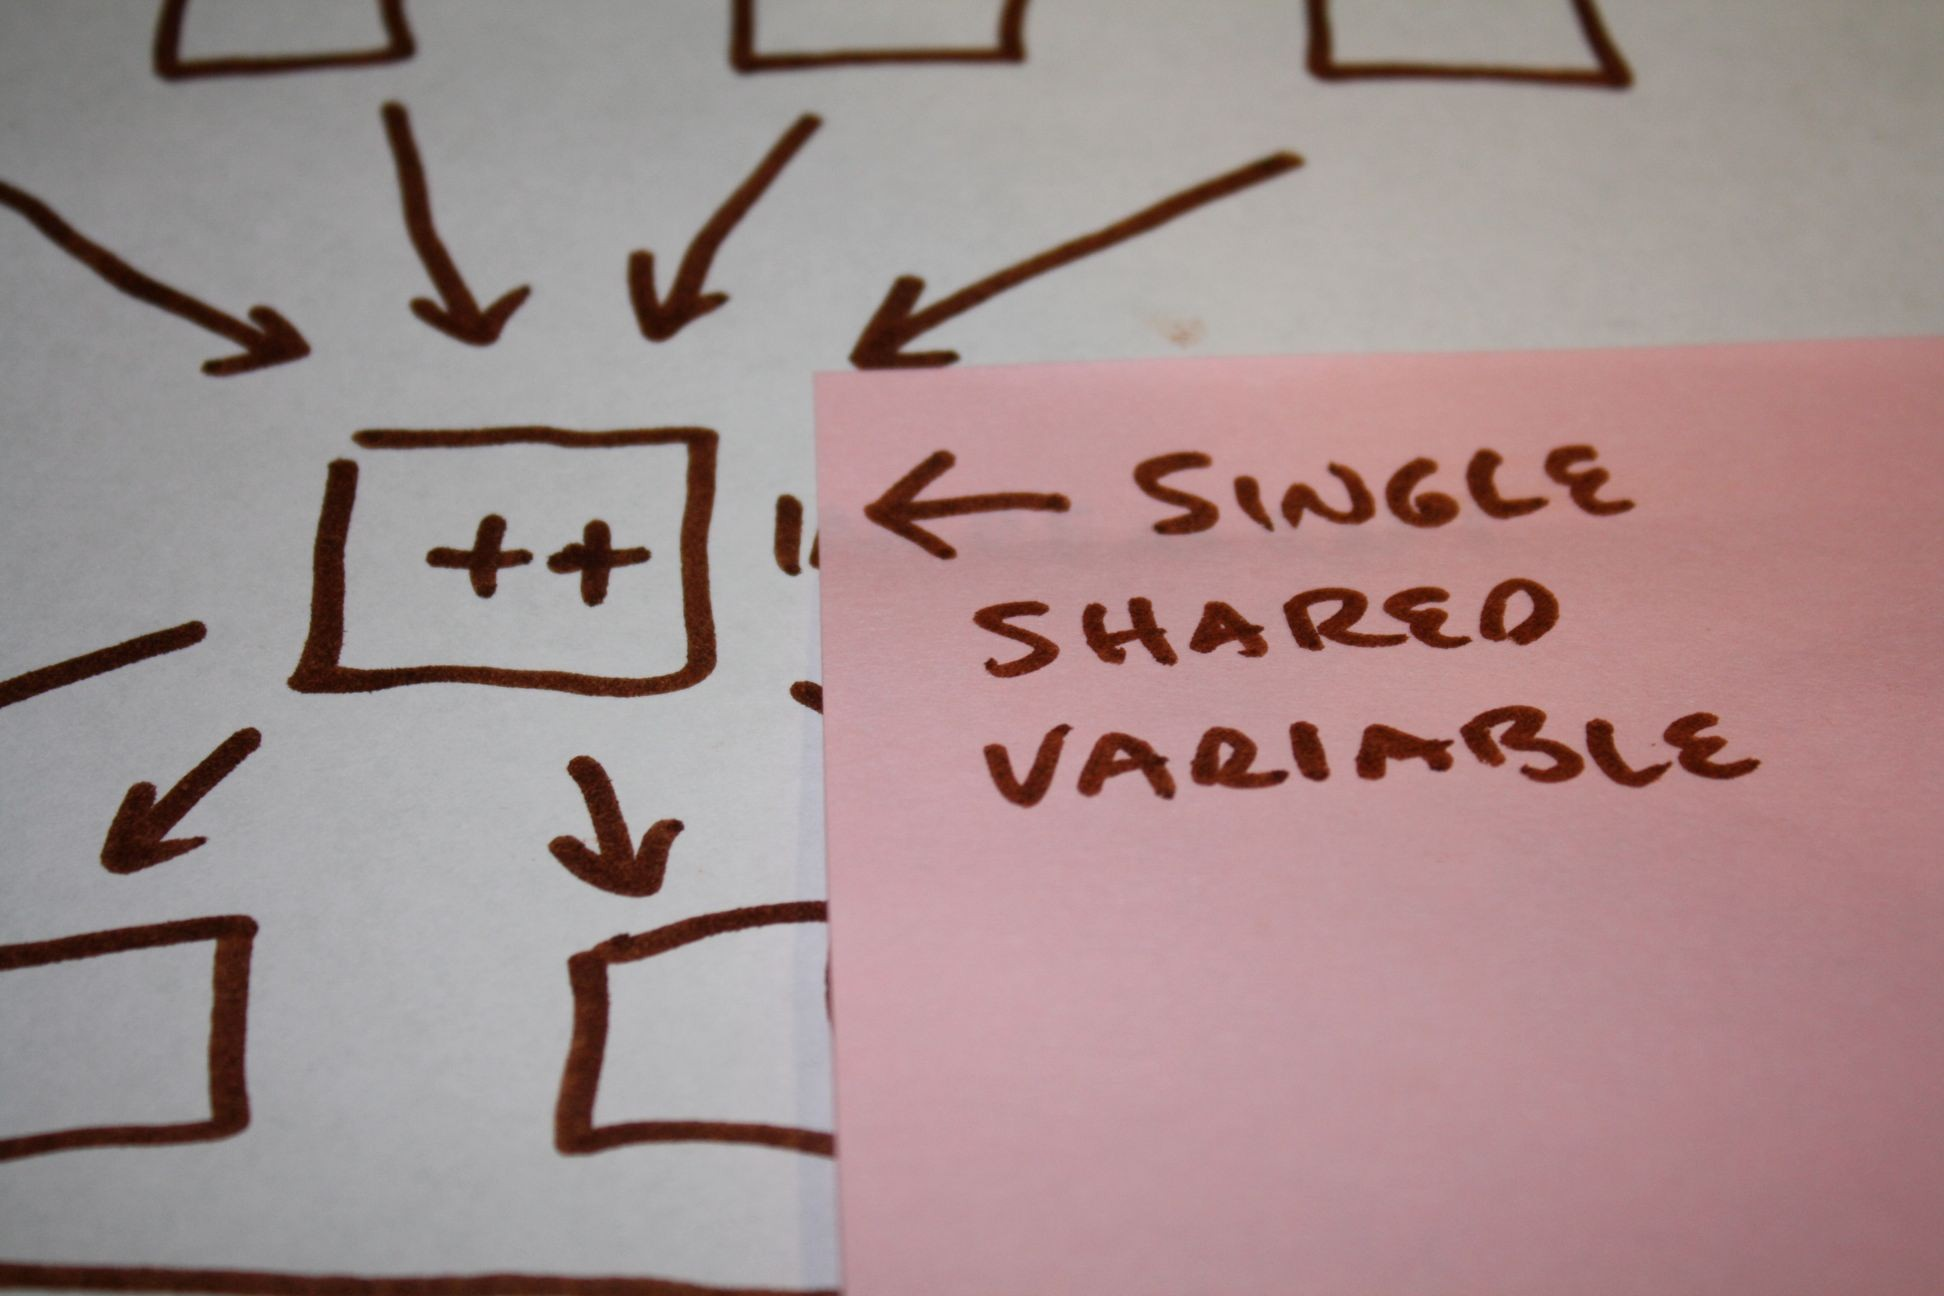 ++
← SINGLE
SHARED
VARIABLE